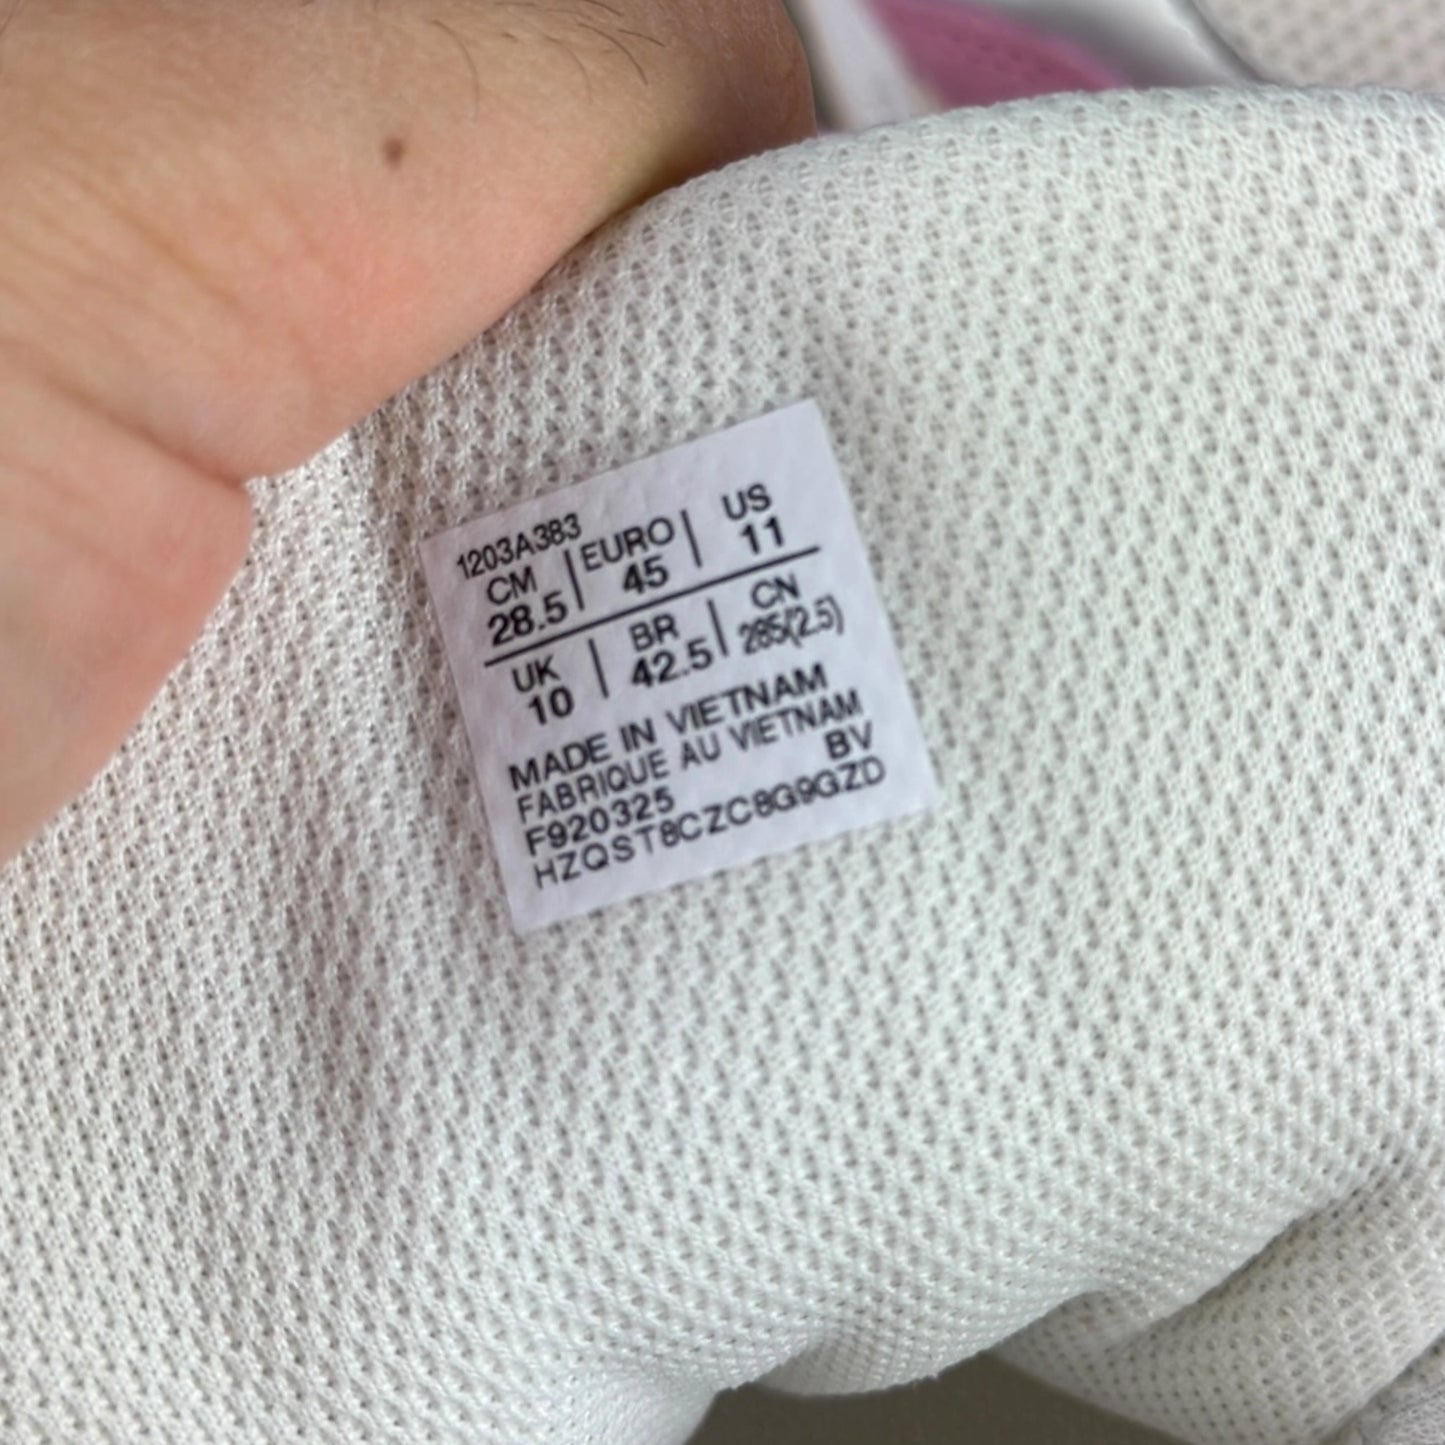 1203A383
CM EURO US
28.5 45 11
UK BR CN
10 42.5 285(2.5)
MADE IN VIETNAM
FABRIQUE AU VIETNAM
F920325 BV
HZQST8CZC8G9GZD